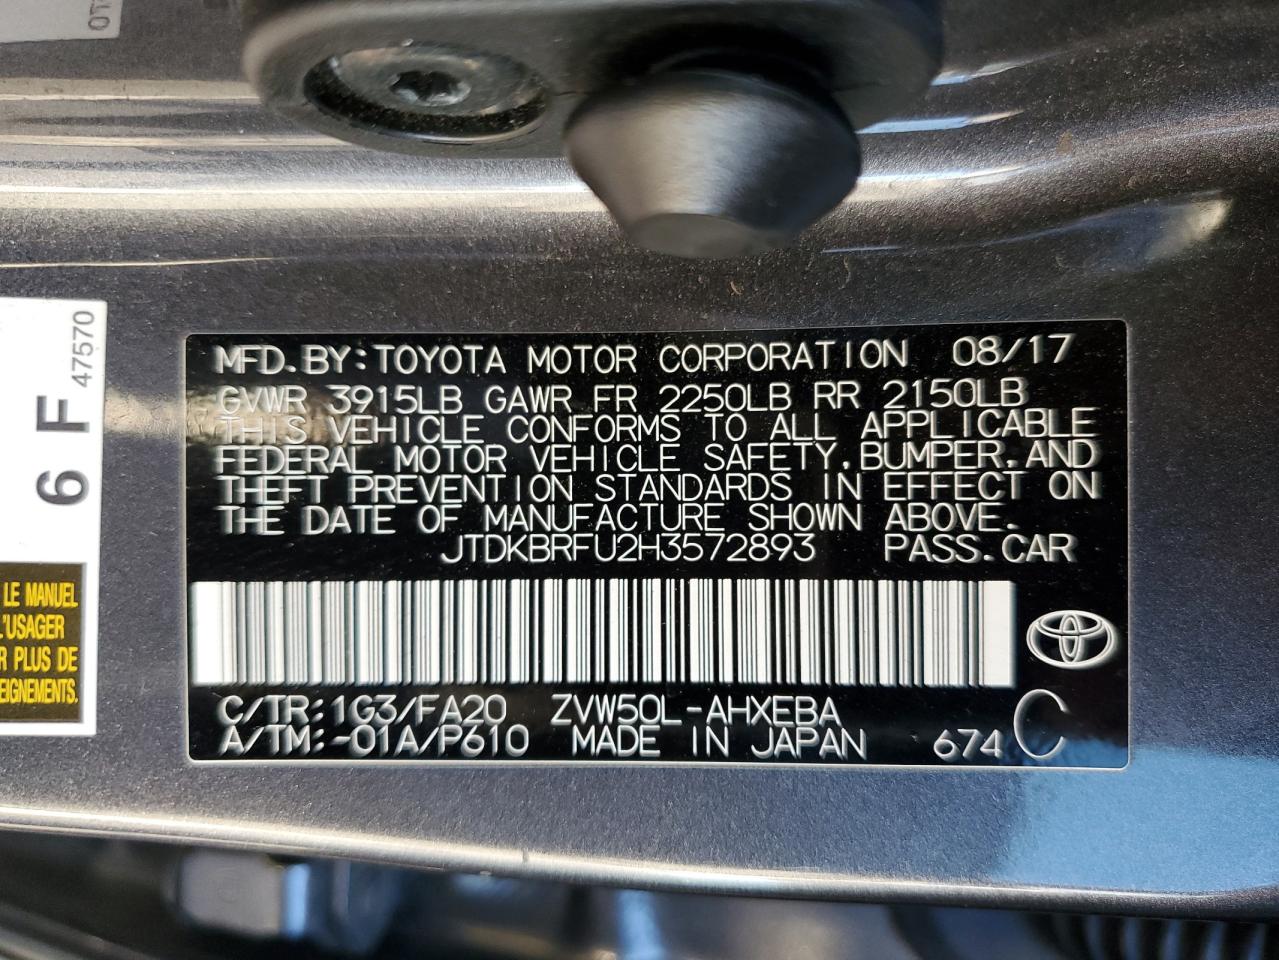 MFD.BY:TOYOTA MOTOR CORPORATION 08/17
GVWR 3915LB GAWR FR 2250LB RR 2150LB
THIS VEHICLE CONFORMS TO ALL APPLICABLE
FEDERAL MOTOR VEHICLE SAFETY,BUMPER,AND
THEFT PREVENTION STANDARDS IN EFFECT ON
THE DATE OF MANUFACTURE SHOWN ABOVE.
JTDKBRFU2H3572893 PASS.CAR
C/TR:1G3/FA20 ZVW50L-AHXEBA
A/TM:-01A/P610 MADE IN JAPAN 674 C
6 F 47570
LE MANUEL
L'USAGER
PLUS DE